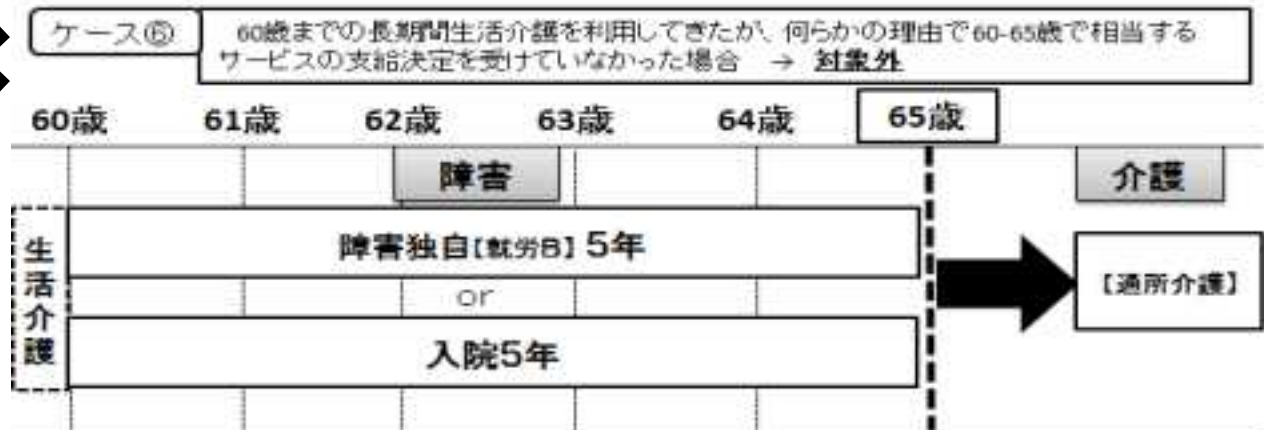 ケース⑥
60歳までの長期間生活介護を利用してきたが、何らかの理由で60-65歳で相当する
サービスの支給決定を受けていなかった場合 → 対象外
60歳 61歳 62歳 63歳 64歳 65歳
障害 介護
生活介護
障害独自【就労B】5年
or
【通所介護】
入院5年